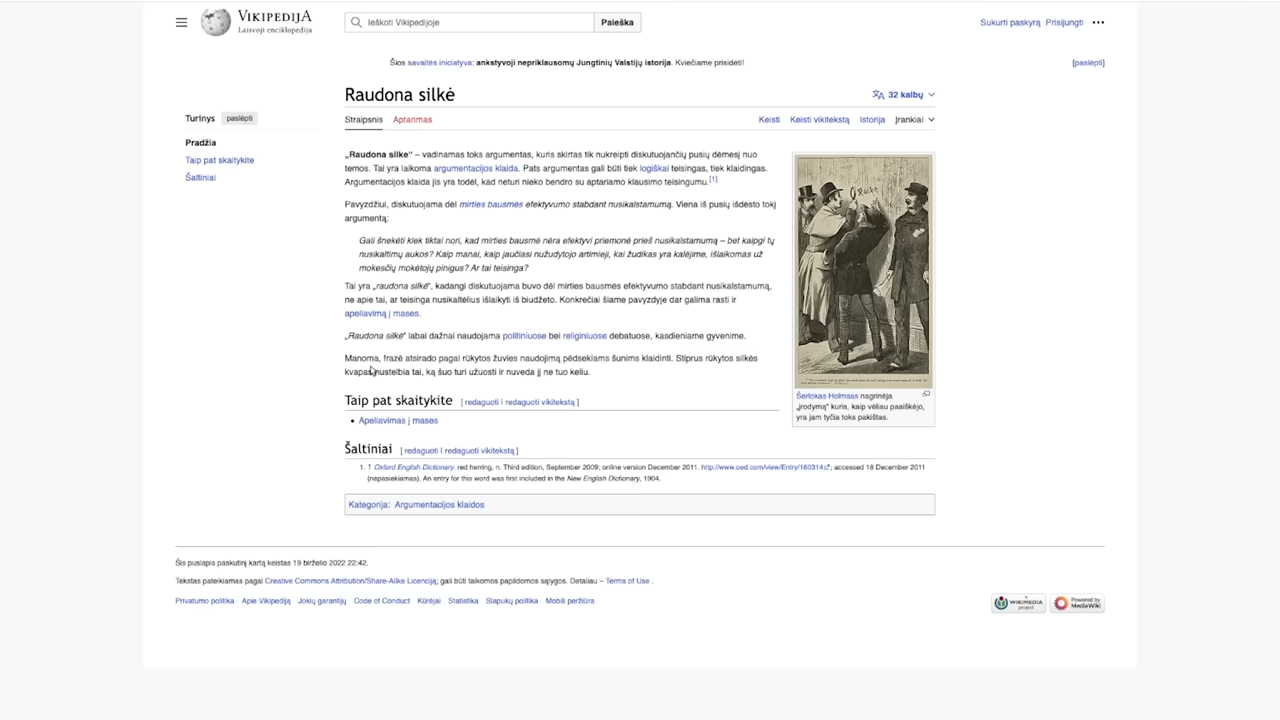 VIKIPEDIJA
Laisvoji enciklopedija
Ieškoti Vikipedijoje
Paieška
Sukurti paskyrą Prisijungti
Šios savaitės iniciatyva: ankstyvoji nepriklausomų Jungtinių Valstijų istorija. Kviečiame prisidėti!
[paslėpti]
Raudona silkė
32 kalbų
Turinys paslėpti
Straipsnis Aptarimas
Keisti Keisti vikitekstą Istorija Įrankiai
Pradžia
Taip pat skaitykite
Šaltiniai
„Raudona silkė“ – vadinamas toks argumentas, kuris skirtas tik nukreipti diskutuojančių pusių dėmesį nuo
temos. Tai yra laikoma argumentacijos klaida. Pats argumentas gali būti tiek logiškai teisingas, tiek klaidingas.
Argumentacijos klaida jis yra todėl, kad neturi nieko bendro su aptariamo klausimo teisingumu.[1]
Pavyzdžiui, diskutuojama dėl mirties bausmės efektyvumo stabdant nusikalstamumą. Viena iš pusių išdėsto tokį
argumentą:
Gali šnekėti kiek tiktai nori, kad mirties bausmė nėra efektyvi priemonė prieš nusikalstamumą – bet kaipgi tų
nusikaltimų aukos? Kaip manai, kaip jaučiasi nužudytojo artimieji, kai žudikas yra kalėjime, išlaikomas už
mokesčių mokėtojų pinigus? Ar tai teisinga?
Tai yra „raudona silkė“, kadangi diskutuojama buvo dėl mirties bausmės efektyvumo stabdant nusikalstamumą,
ne apie tai, ar teisinga nusikaltėlius išlaikyti iš biudžeto. Konkrečiai šiame pavyzdyje dar galima rasti ir
apeliavimą į mases.
„Raudona silkė“ labai dažnai naudojama politiniuose bei religiniuose debatuose, kasdieniame gyvenime.
Manoma, frazė atsirado pagal rūkytos žuvies naudojimą pėdsekiams šunims klaidinti. Stiprus rūkytos silkės
kvapas nustelbia tai, ką šuo turi užuosti ir nuveda jį ne tuo keliu.
Šerlokas Holmsas nagrinėja
„įrodymą“ kuris, kaip vėliau paaiškėjo,
yra jam tyčia toks pakištas.
Taip pat skaitykite [ redaguoti | redaguoti vikitekstą ]
• Apeliavimas į mases
Šaltiniai [ redaguoti | redaguoti vikitekstą ]
1. ↑ Oxford English Dictionary. red herring, n. Third edition, September 2009; online version December 2011. http://www.oed.com/view/Entry/160314; accessed 18 December 2011
(nepasiekiamas). An entry for this word was first included in the New English Dictionary, 1904.
Kategorija: Argumentacijos klaidos
Šis puslapis paskutinį kartą keistas 19 birželio 2022 22:42.
Tekstas pateikiamas pagal Creative Commons Attribution/Share-Alike Licenciją; gali būti taikomos papildomos sąlygos. Detaliau – Terms of Use .
Privatumo politika Apie Vikipediją Jokių garantijų Code of Conduct Kūrėjai Statistika Slapukų politika Mobili peržiūra
A
WIKIMEDIA
project
Powered by
MediaWiki